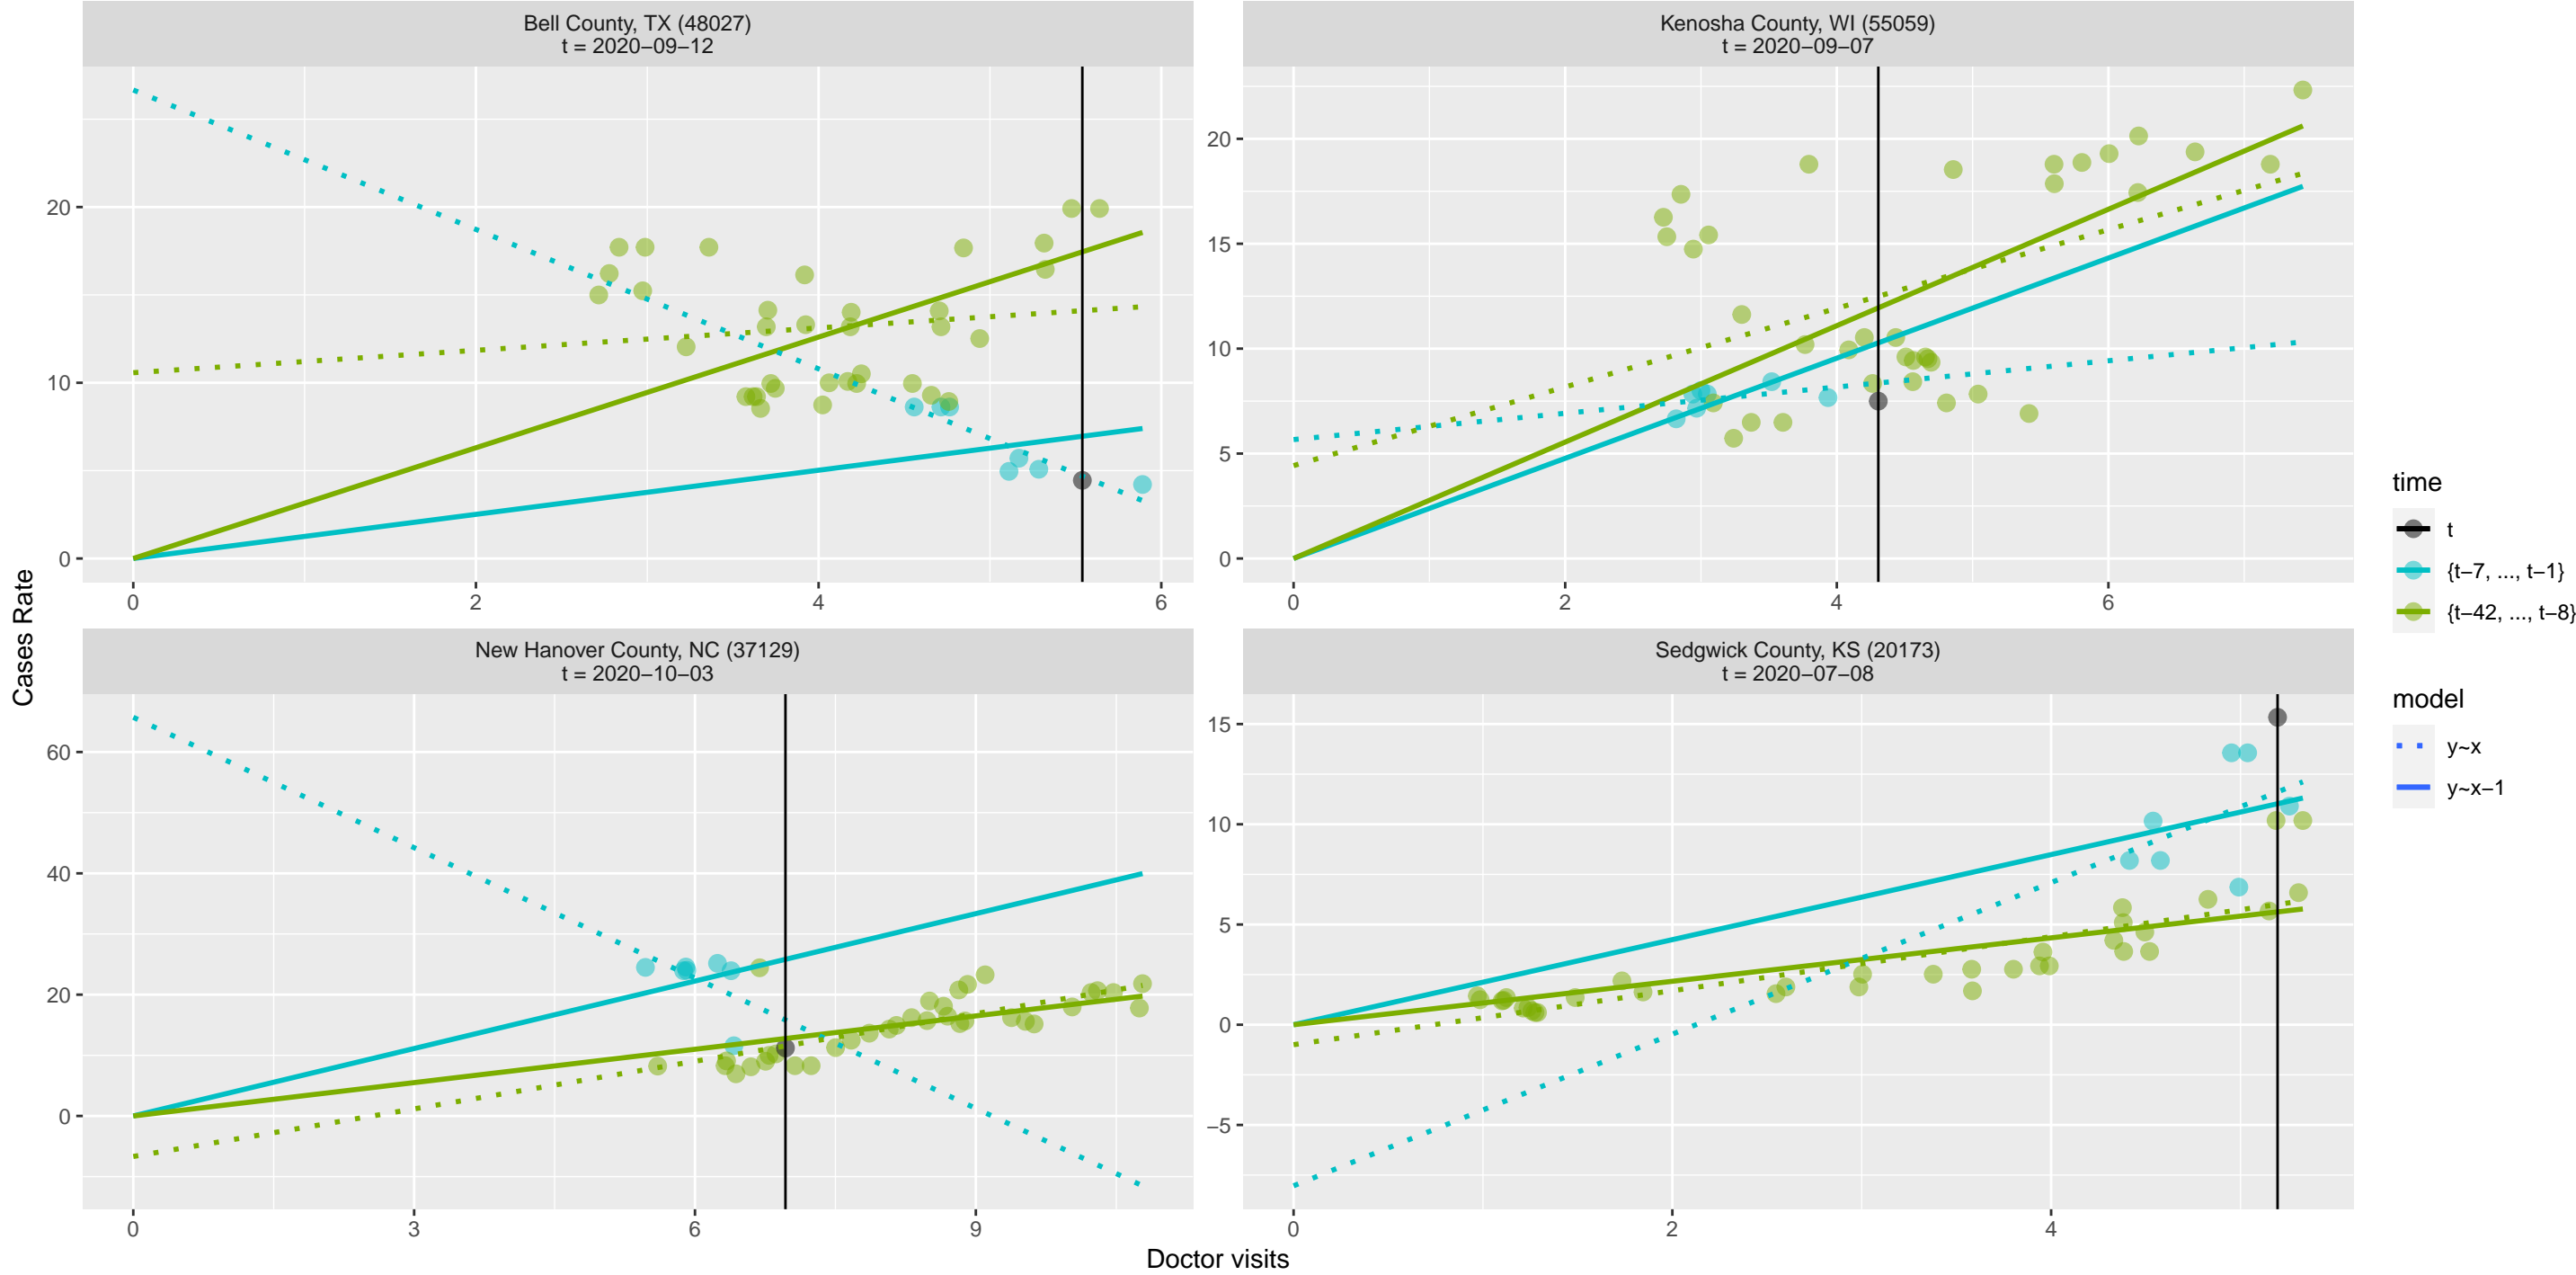 Bell County, TX (48027)
t = 2020−09−12
Kenosha County, WI (55059)
t = 2020−09−07
20
10
0
0
2
4
6
20
15
10
5
0
0
2
4
6
New Hanover County, NC (37129)
t = 2020−10−03
Sedgwick County, KS (20173)
t = 2020−07−08
60
40
20
0
0
3
6
9
15
10
5
0
−5
0
2
4
Cases Rate
Doctor visits
time
t
{t−7, ..., t−1}
{t−42, ..., t−8}
model
y~x
y~x−1